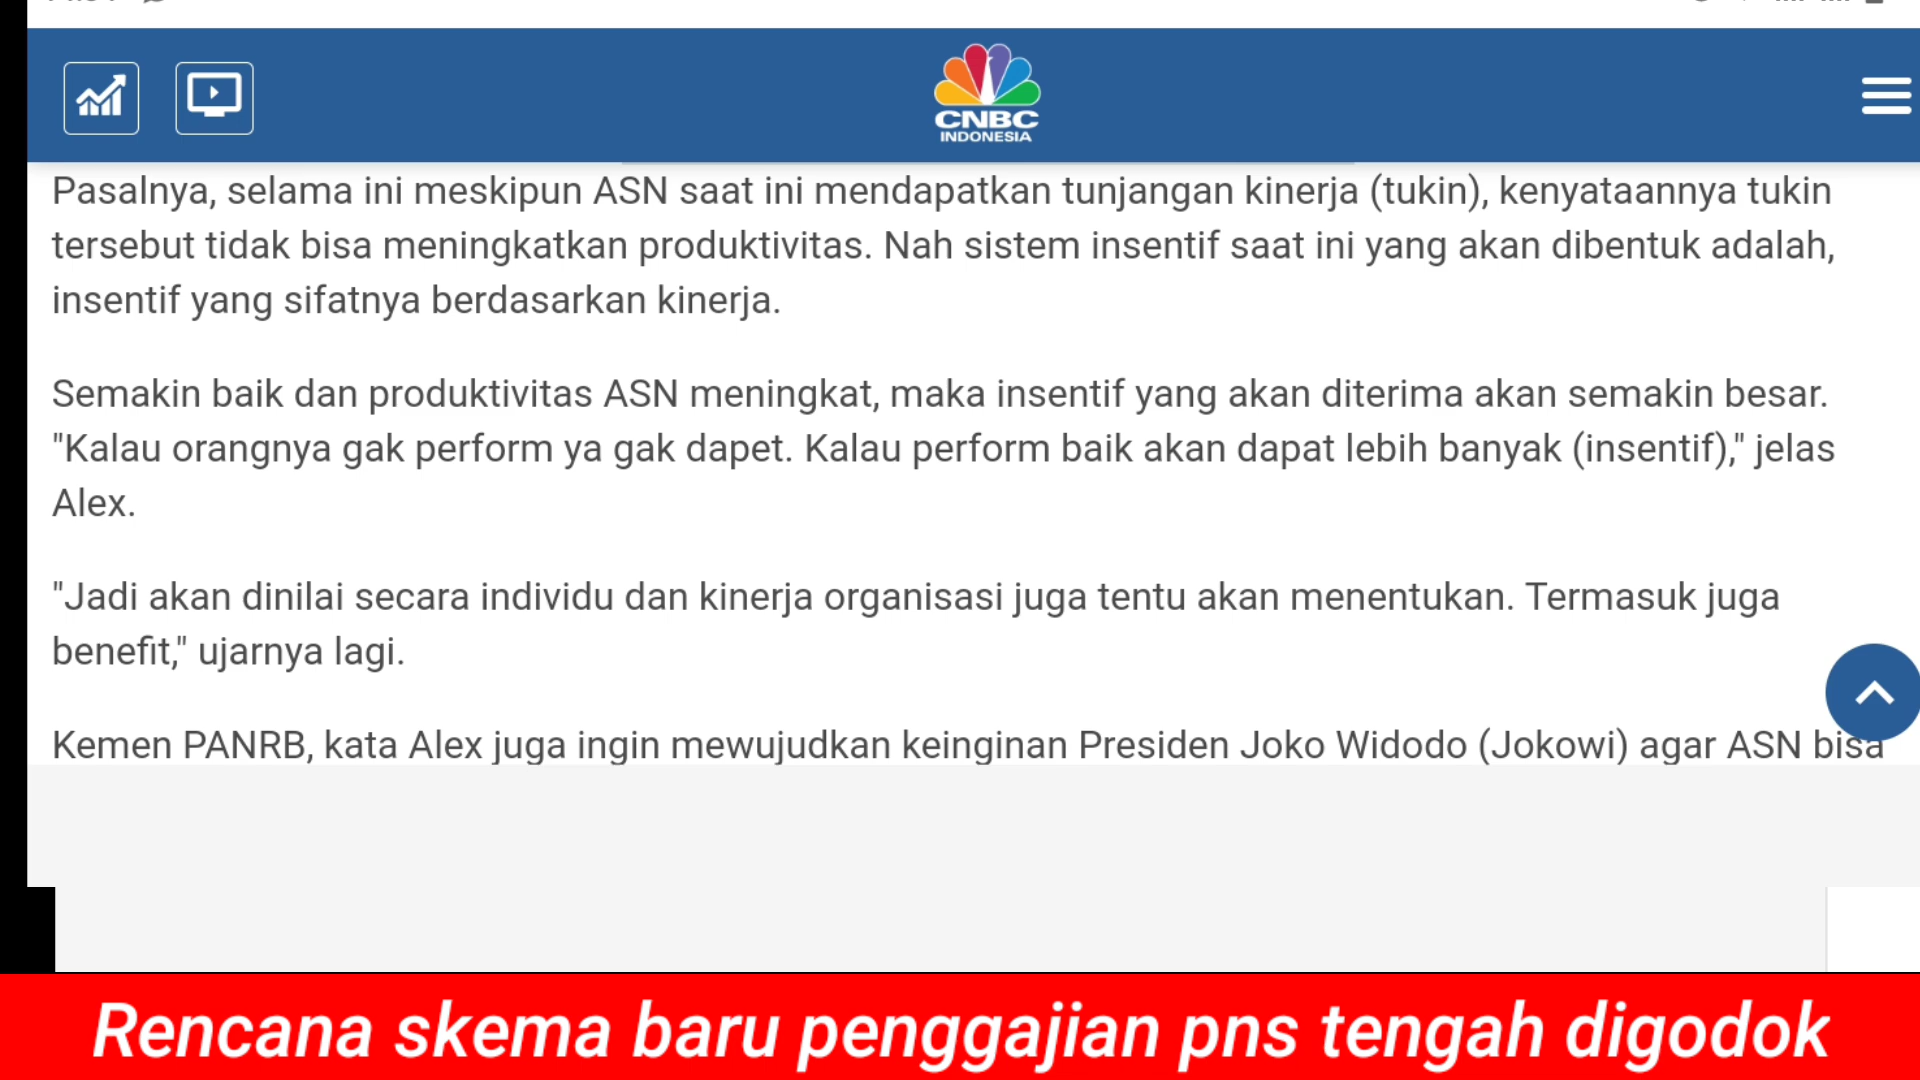 CNBC
INDONESIA
Pasalnya, selama ini meskipun ASN saat ini mendapatkan tunjangan kinerja (tukin), kenyataannya tukin
tersebut tidak bisa meningkatkan produktivitas. Nah sistem insentif saat ini yang akan dibentuk adalah,
insentif yang sifatnya berdasarkan kinerja.
Semakin baik dan produktivitas ASN meningkat, maka insentif yang akan diterima akan semakin besar.
"Kalau orangnya gak perform ya gak dapet. Kalau perform baik akan dapat lebih banyak (insentif)," jelas
Alex.
"Jadi akan dinilai secara individu dan kinerja organisasi juga tentu akan menentukan. Termasuk juga
benefit," ujarnya lagi.
Kemen PANRB, kata Alex juga ingin mewujudkan keinginan Presiden Joko Widodo (Jokowi) agar ASN bisa
Rencana skema baru penggajian pns tengah digodok